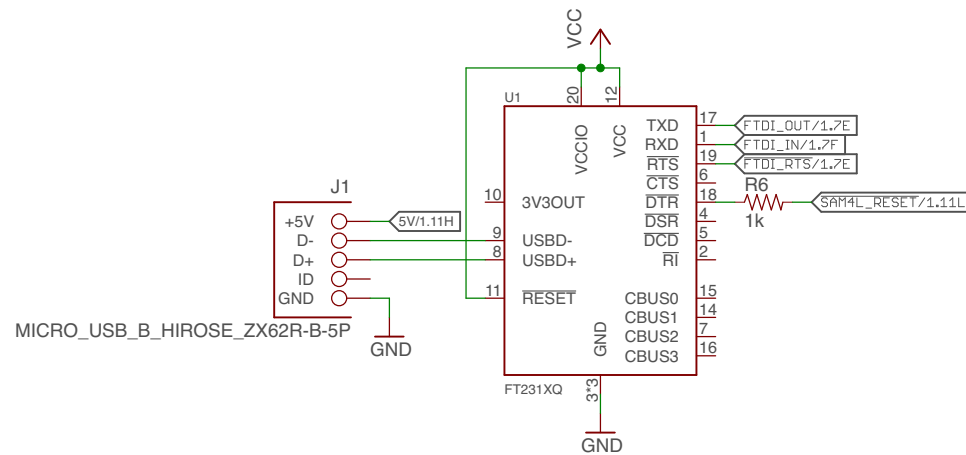 VCC
U1
20
12
VCCIO
VCC
TXD 17 FTDI_OUT/1.7E
RXD 1 FTDI_IN/1.7F
RTS 19 FTDI_RTS/1.7E
CTS 6
DTR 18 R6 1k SAM4L_RESET/1.11L
DSR 4
DCD 5
RI 2
10 3V3OUT
J1
+5V 5V/1.11H
D- 9 USBD-
D+ 8 USBD+
ID
GND
11 RESET
CBUS0 15
CBUS1 14
CBUS2 7
CBUS3 16
GND
MICRO_USB_B_HIROSE_ZX62R-B-5P
GND
FT231XQ
3*3
GND